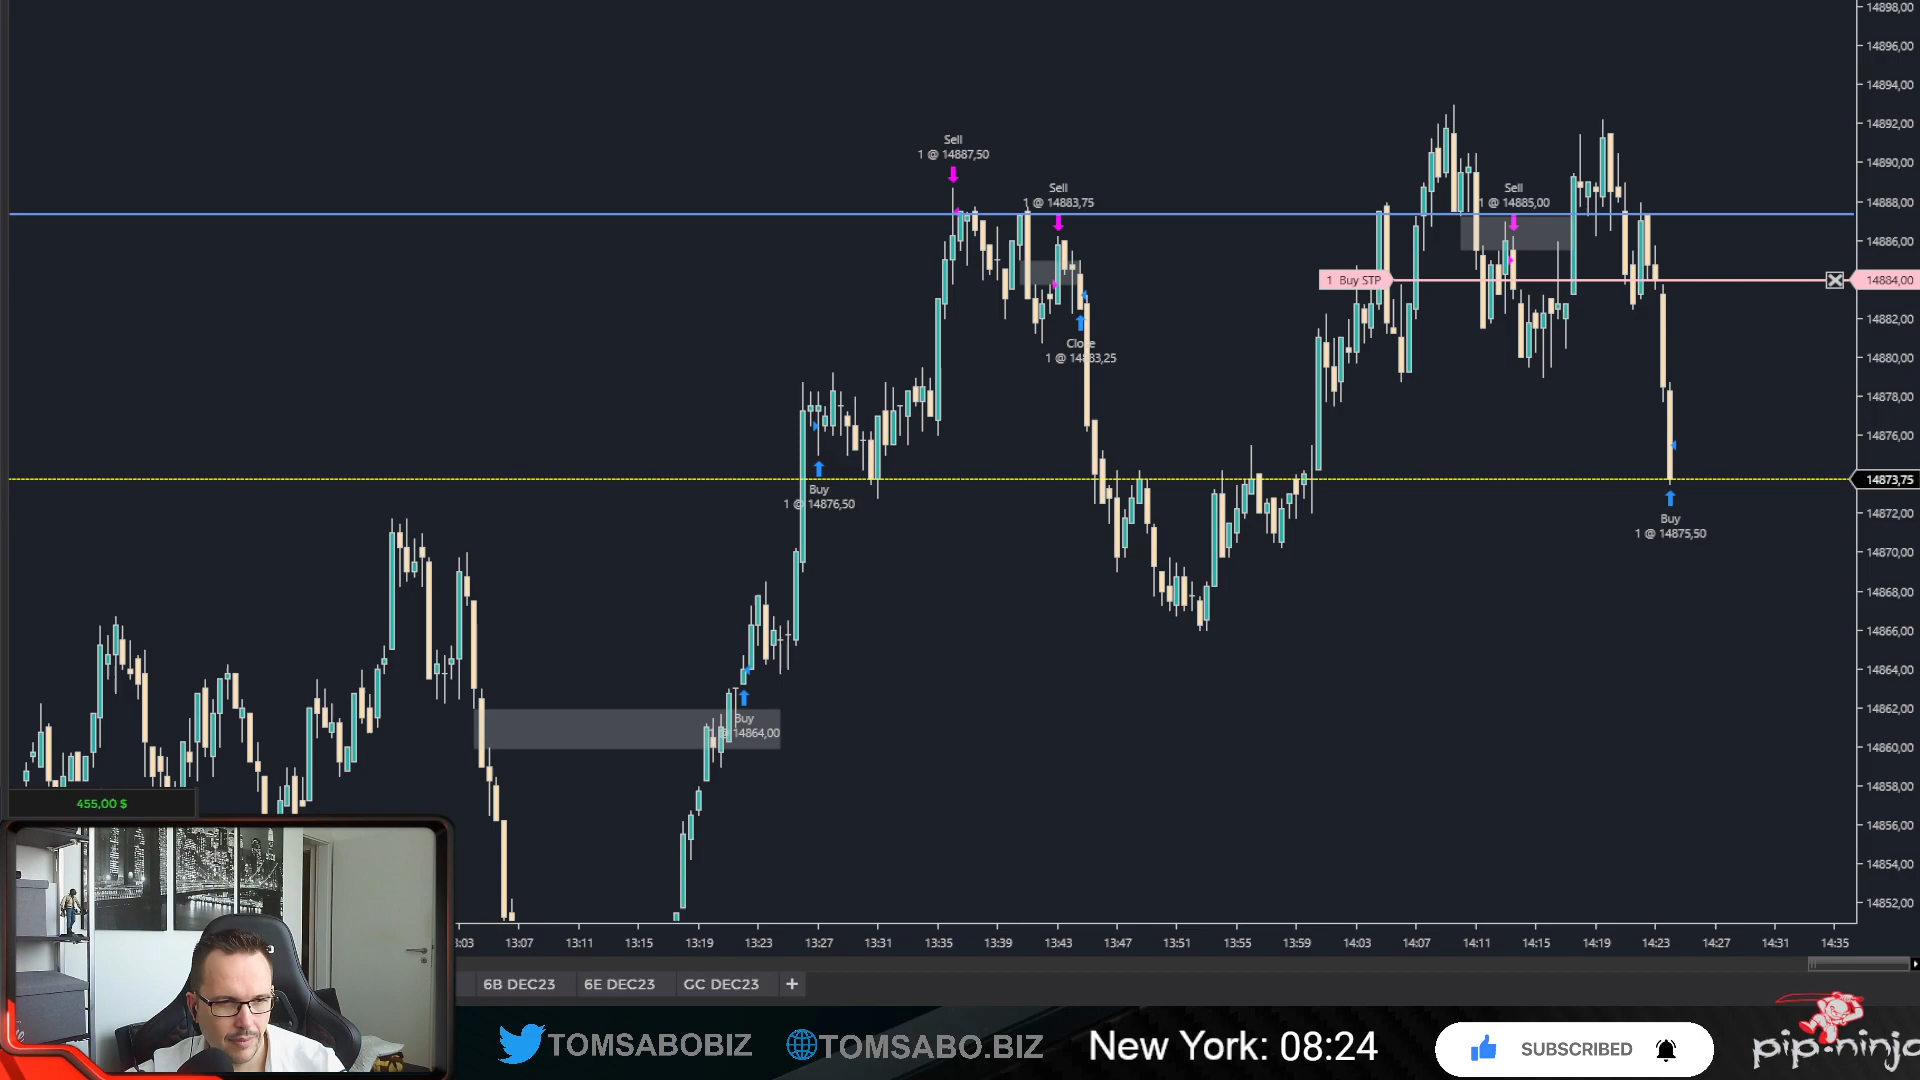 14898,00
14896,00
14894,00
14892,00
14890,00
14888,00
14886,00
14884,00
14882,00
14880,00
14878,00
14876,00
14873,75
14872,00
14870,00
14868,00
14866,00
14864,00
14862,00
14860,00
14858,00
14856,00
14854,00
14852,00
Sell
1 @ 14887,50
Sell
1 @ 14883,75
Sell
1 @ 14885,00
1 Buy STP
Close
1 @ 14883,25
Buy
1 @ 14876,50
Buy
1 @ 14875,50
Buy
@ 14864,00
455,00 $
3:03 13:07 13:11 13:15 13:19 13:23 13:27 13:31 13:35 13:39 13:43 13:47 13:51 13:55 13:59 14:03 14:07 14:11 14:15 14:19 14:23 14:27 14:31 14:35
6B DEC23 6E DEC23 GC DEC23 +
TOMSABOBIZ TOMSABO.BIZ New York: 08:24 SUBSCRIBED pip.ninja